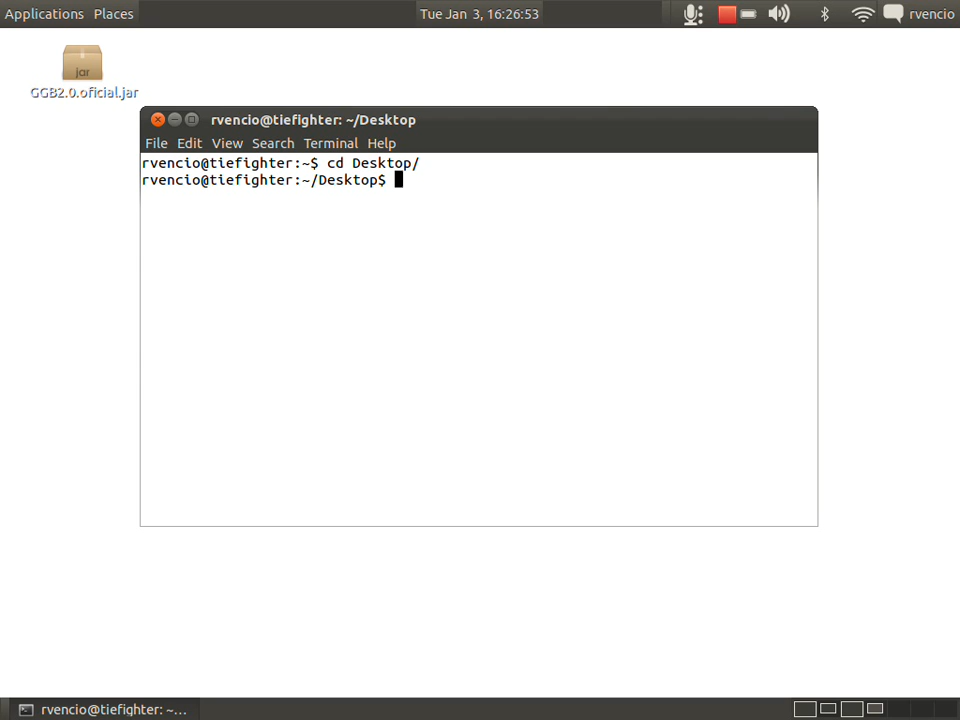 Applications Places Tue Jan 3, 16:26:53 rvencio
jar
GGB2.0.oficial.jar
rvencio@tiefighter: ~/Desktop
File Edit View Search Terminal Help
rvencio@tiefighter:~$ cd Desktop/
rvencio@tiefighter:~/Desktop$
rvencio@tiefighter: ~...